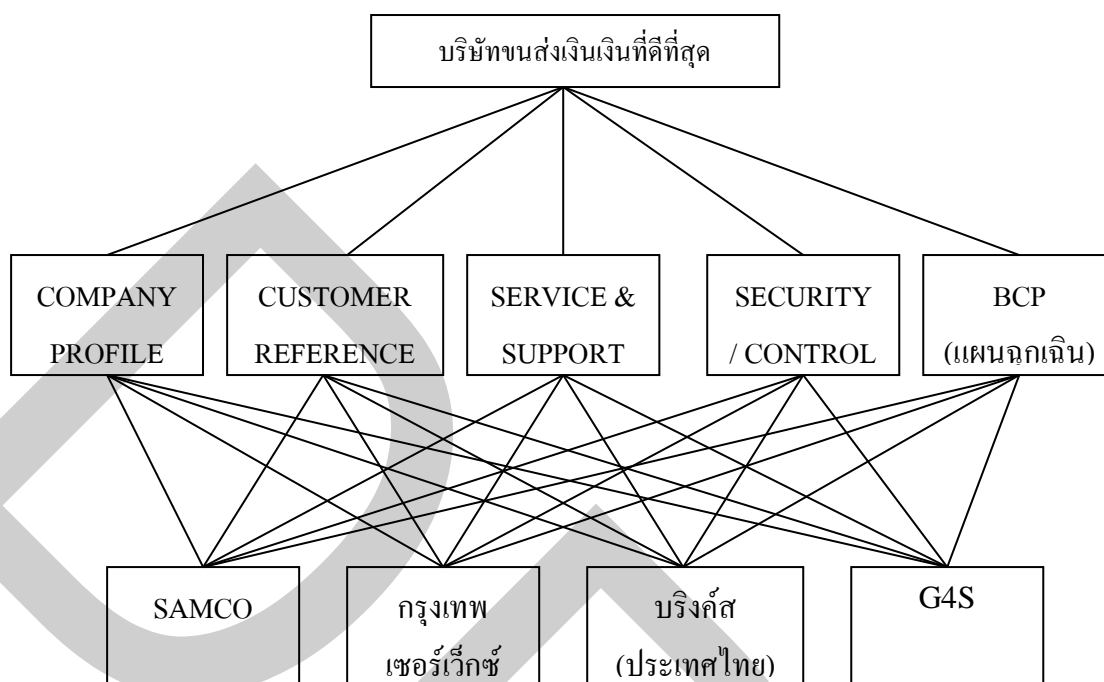 บริษัทขนส่งเงินเงินที่ดีที่สุด
COMPANY
PROFILE
CUSTOMER
REFERENCE
SERVICE &
SUPPORT
SECURITY
/ CONTROL
BCP
(แผนฉุกเฉิน)
SAMCO
กรุงเทพ
เซอร์เว็กซ์
บริงค์ส
(ประเทศไทย)
G4S